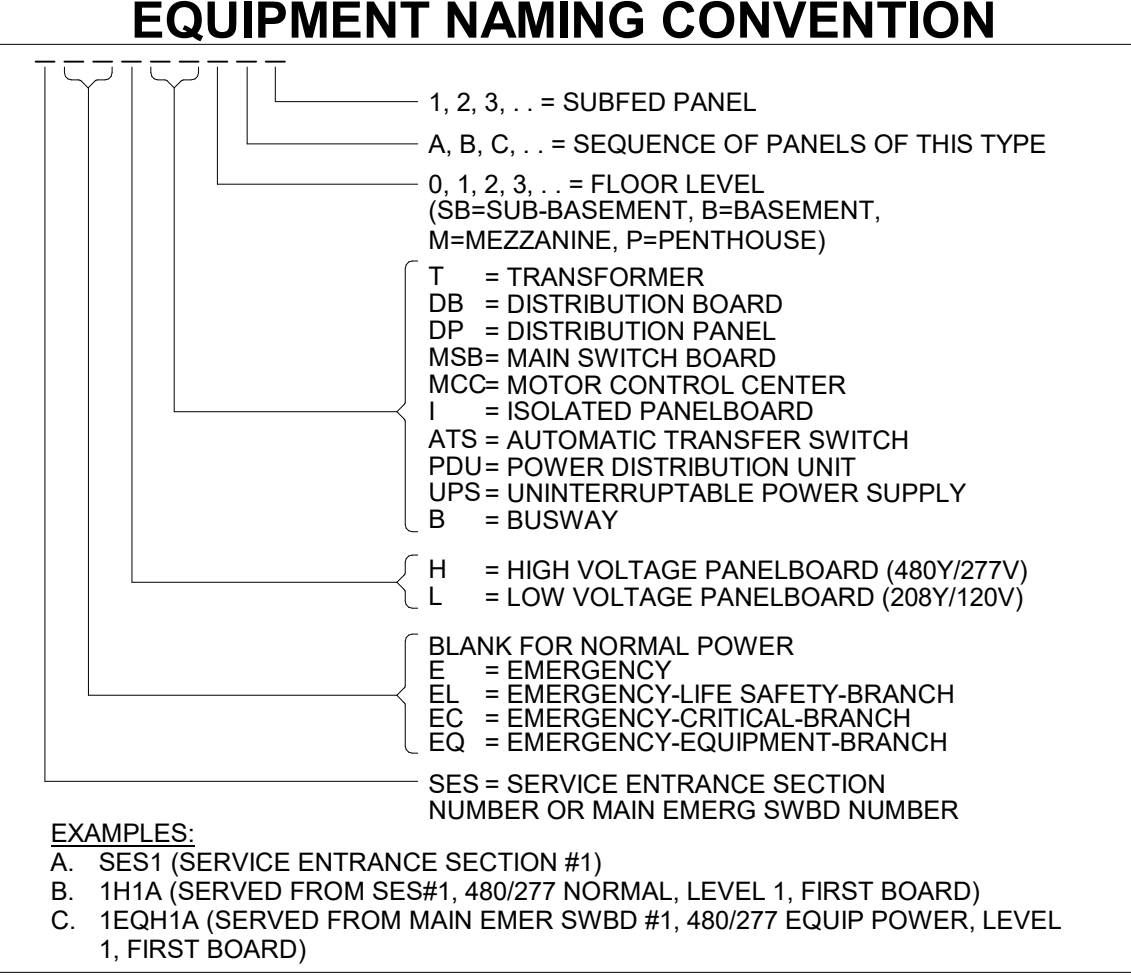 EQUIPMENT NAMING CONVENTION
1, 2, 3, . . = SUBFED PANEL
A, B, C, . . = SEQUENCE OF PANELS OF THIS TYPE
0, 1, 2, 3, . . = FLOOR LEVEL
(SB=SUB-BASEMENT, B=BASEMENT,
M=MEZZANINE, P=PENTHOUSE)
T = TRANSFORMER
DB = DISTRIBUTION BOARD
DP = DISTRIBUTION PANEL
MSB= MAIN SWITCH BOARD
MCC= MOTOR CONTROL CENTER
I = ISOLATED PANELBOARD
ATS = AUTOMATIC TRANSFER SWITCH
PDU= POWER DISTRIBUTION UNIT
UPS= UNINTERRUPTABLE POWER SUPPLY
B = BUSWAY
H = HIGH VOLTAGE PANELBOARD (480Y/277V)
L = LOW VOLTAGE PANELBOARD (208Y/120V)
BLANK FOR NORMAL POWER
E = EMERGENCY
EL = EMERGENCY-LIFE SAFETY-BRANCH
EC = EMERGENCY-CRITICAL-BRANCH
EQ = EMERGENCY-EQUIPMENT-BRANCH
SES = SERVICE ENTRANCE SECTION
NUMBER OR MAIN EMERG SWBD NUMBER
EXAMPLES:
A. SES1 (SERVICE ENTRANCE SECTION #1)
B. 1H1A (SERVED FROM SES#1, 480/277 NORMAL, LEVEL 1, FIRST BOARD)
C. 1EQH1A (SERVED FROM MAIN EMER SWBD #1, 480/277 EQUIP POWER, LEVEL
1, FIRST BOARD)